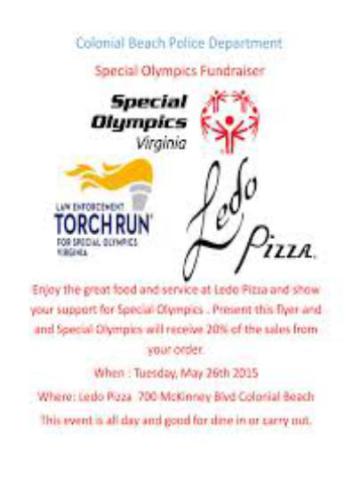 Colonial Beach Police Department
Special Olympics Fundraiser
Special
Olympics
Virginia
LAW ENFORCEMENT
TORCH RUN®
FOR SPECIAL OLYMPICS
VIRGINIA
Ledo
Pizza®
Enjoy the great food and service at Ledo Pizza and show
your support for Special Olympics . Present this flyer and
and Special Olympics will receive 20% of the sales from
your order.
When : Tuesday, May 26th 2015
Where: Ledo Pizza 700 McKinney Blvd Colonial Beach
This event is all day and good for dine in or carry out.